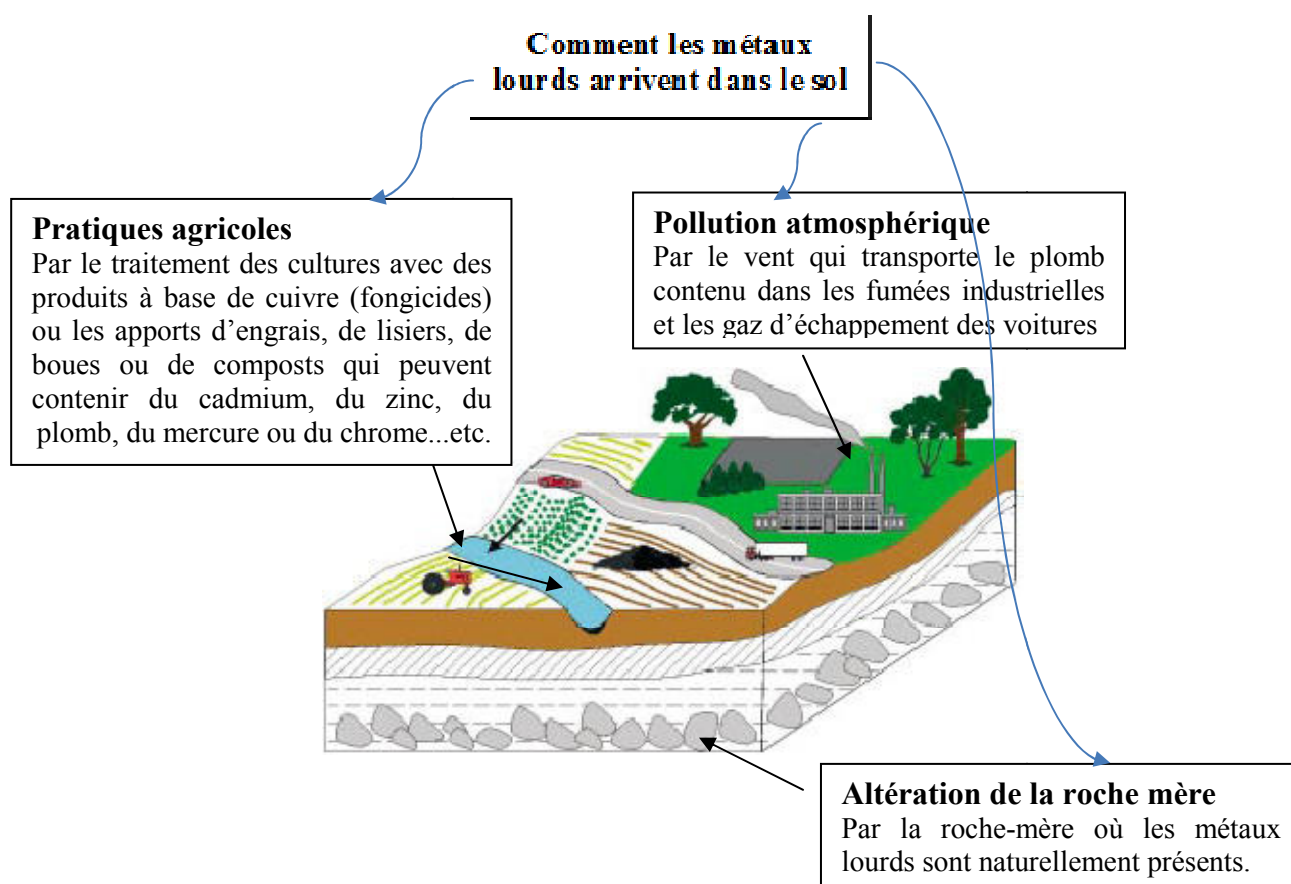 Comment les métaux
lourds arrivent dans le sol
Pratiques agricoles
Par le traitement des cultures avec des
produits à base de cuivre (fongicides)
ou les apports d’engrais, de lisiers, de
boues ou de composts qui peuvent
contenir du cadmium, du zinc, du
plomb, du mercure ou du chrome...etc.
Pollution atmosphérique
Par le vent qui transporte le plomb
contenu dans les fumées industrielles
et les gaz d’échappement des voitures
Altération de la roche mère
Par la roche-mère où les métaux
lourds sont naturellement présents.